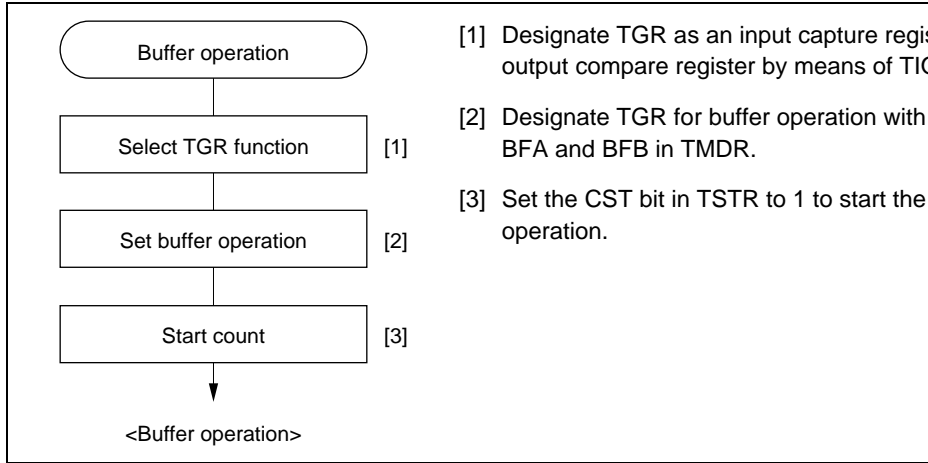 Buffer operation
Select TGR function [1]
Set buffer operation [2]
Start count [3]
<Buffer operation>
[1] Designate TGR as an input capture
output compare register by means of
[2] Designate TGR for buffer operation with
BFA and BFB in TMDR.
[3] Set the CST bit in TSTR to 1 to start the
operation.